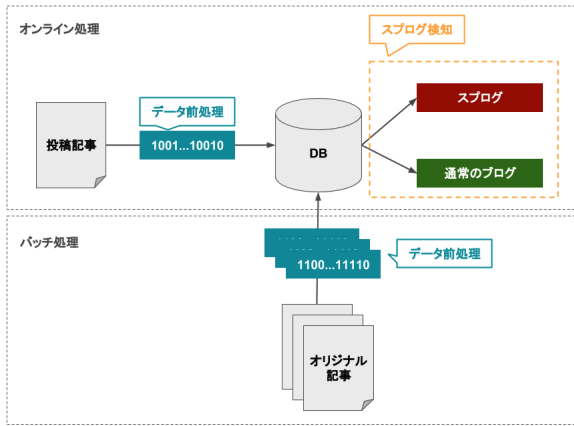 オンライン処理
スプログ検知
データ前処理
投稿記事
1001...10010
DB
スプログ
通常のブログ
バッチ処理
1100...11110
データ前処理
オリジナル
記事